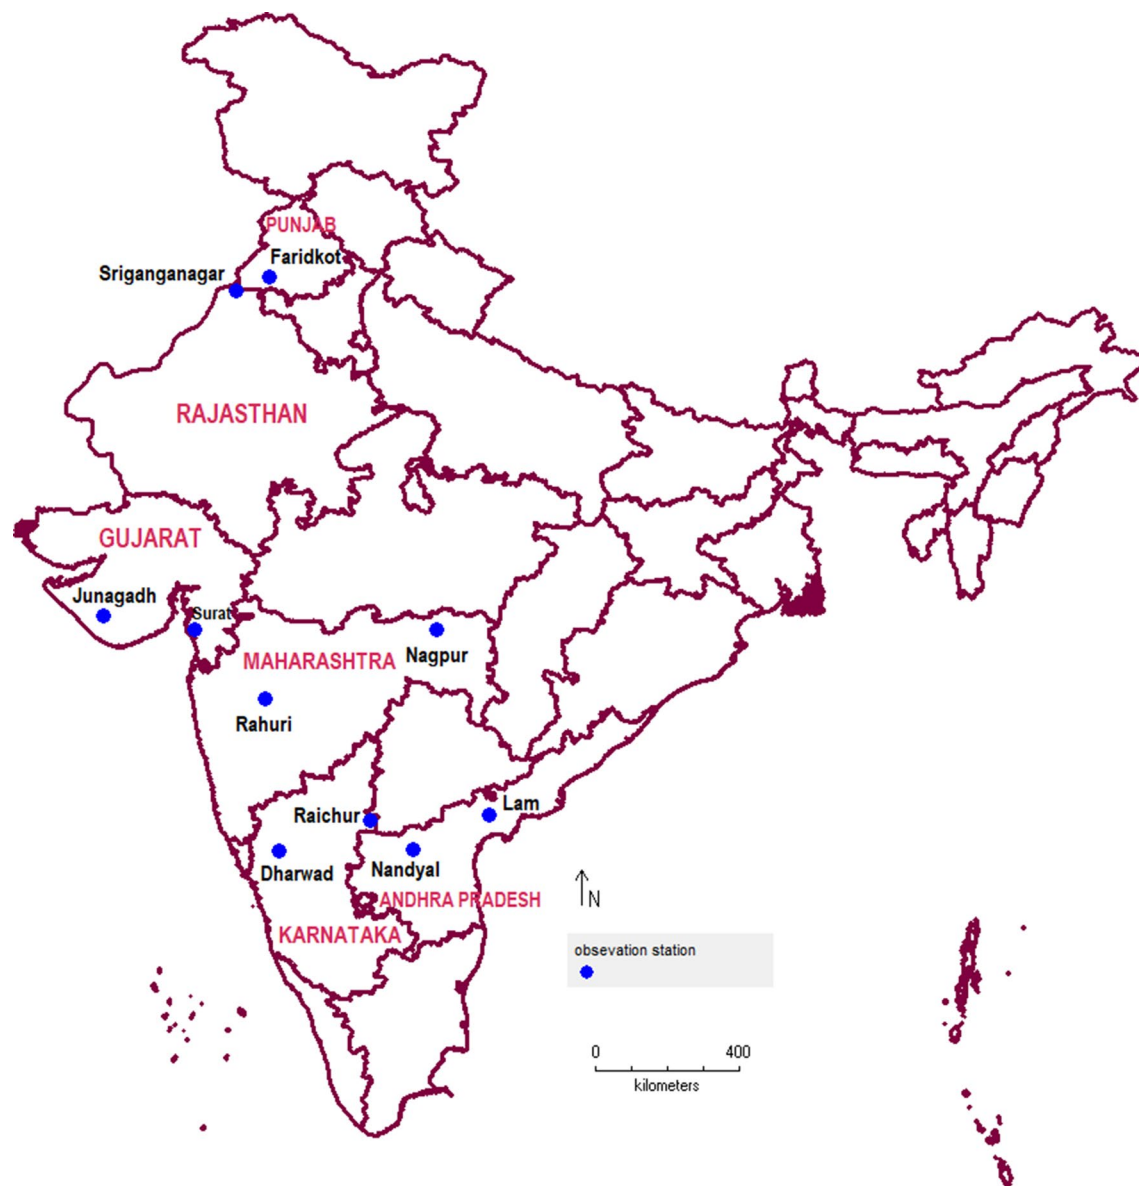 PUNJAB
Faridkot
Sriganganagar
RAJASTHAN
GUJARAT
Junagadh
Surat
MAHARASHTRA
Nagpur
Rahuri
Raichur
Lam
Dharwad
Nandyal
ANDHRA PRADESH
KARNATAKA
N
obsevation station
0 400
kilometers